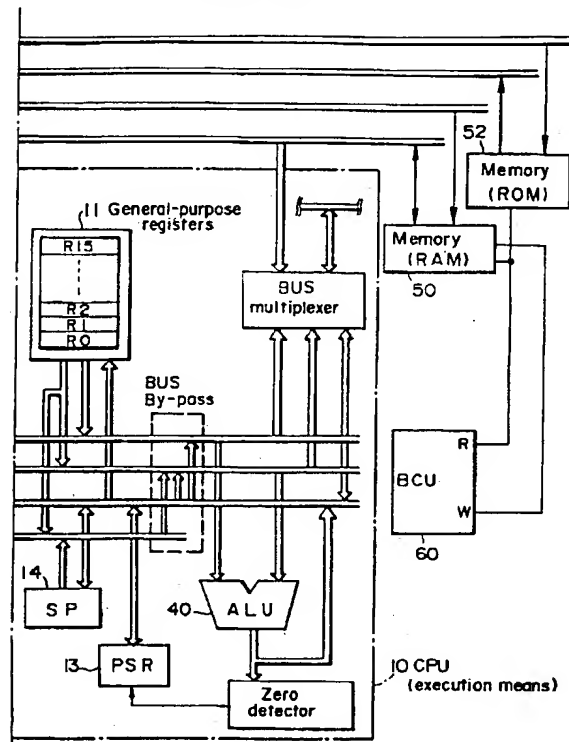 52
Memory
(ROM)
11 General-purpose
registers
R15
R2
R1
R0
BUS
multiplexer
Memory
(RAM)
50
BUS
By-pass
R
BCU
W
60
14
SP
40
ALU
13
PSR
Zero
detector
10 CPU
(execution means)